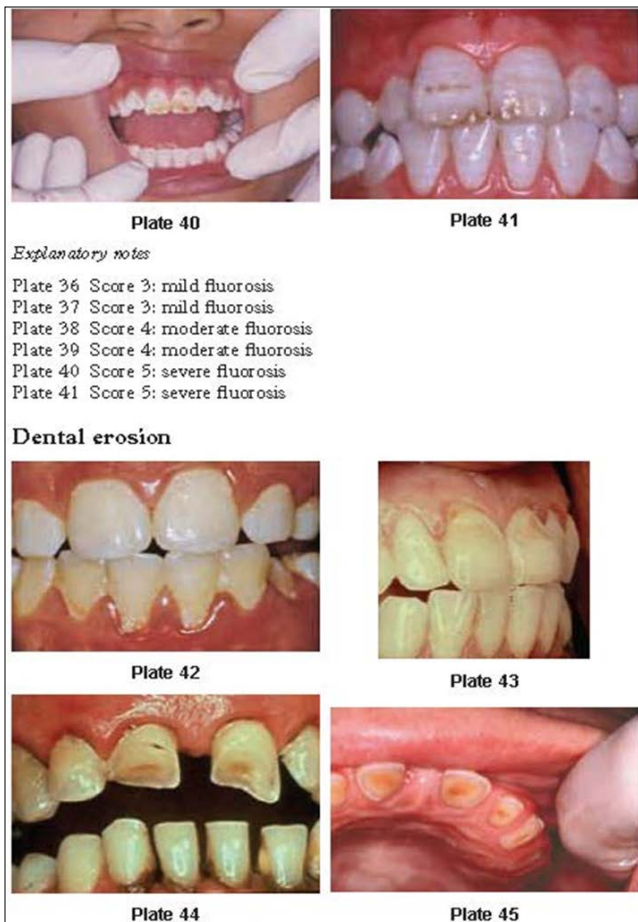 Plate 40
Plate 41
Explanatory notes
Plate 36 Score 3: mild fluorosis
Plate 37 Score 3: mild fluorosis
Plate 38 Score 4: moderate fluorosis
Plate 39 Score 4: moderate fluorosis
Plate 40 Score 5: severe fluorosis
Plate 41 Score 5: severe fluorosis
Dental erosion
Plate 42
Plate 43
Plate 44
Plate 45